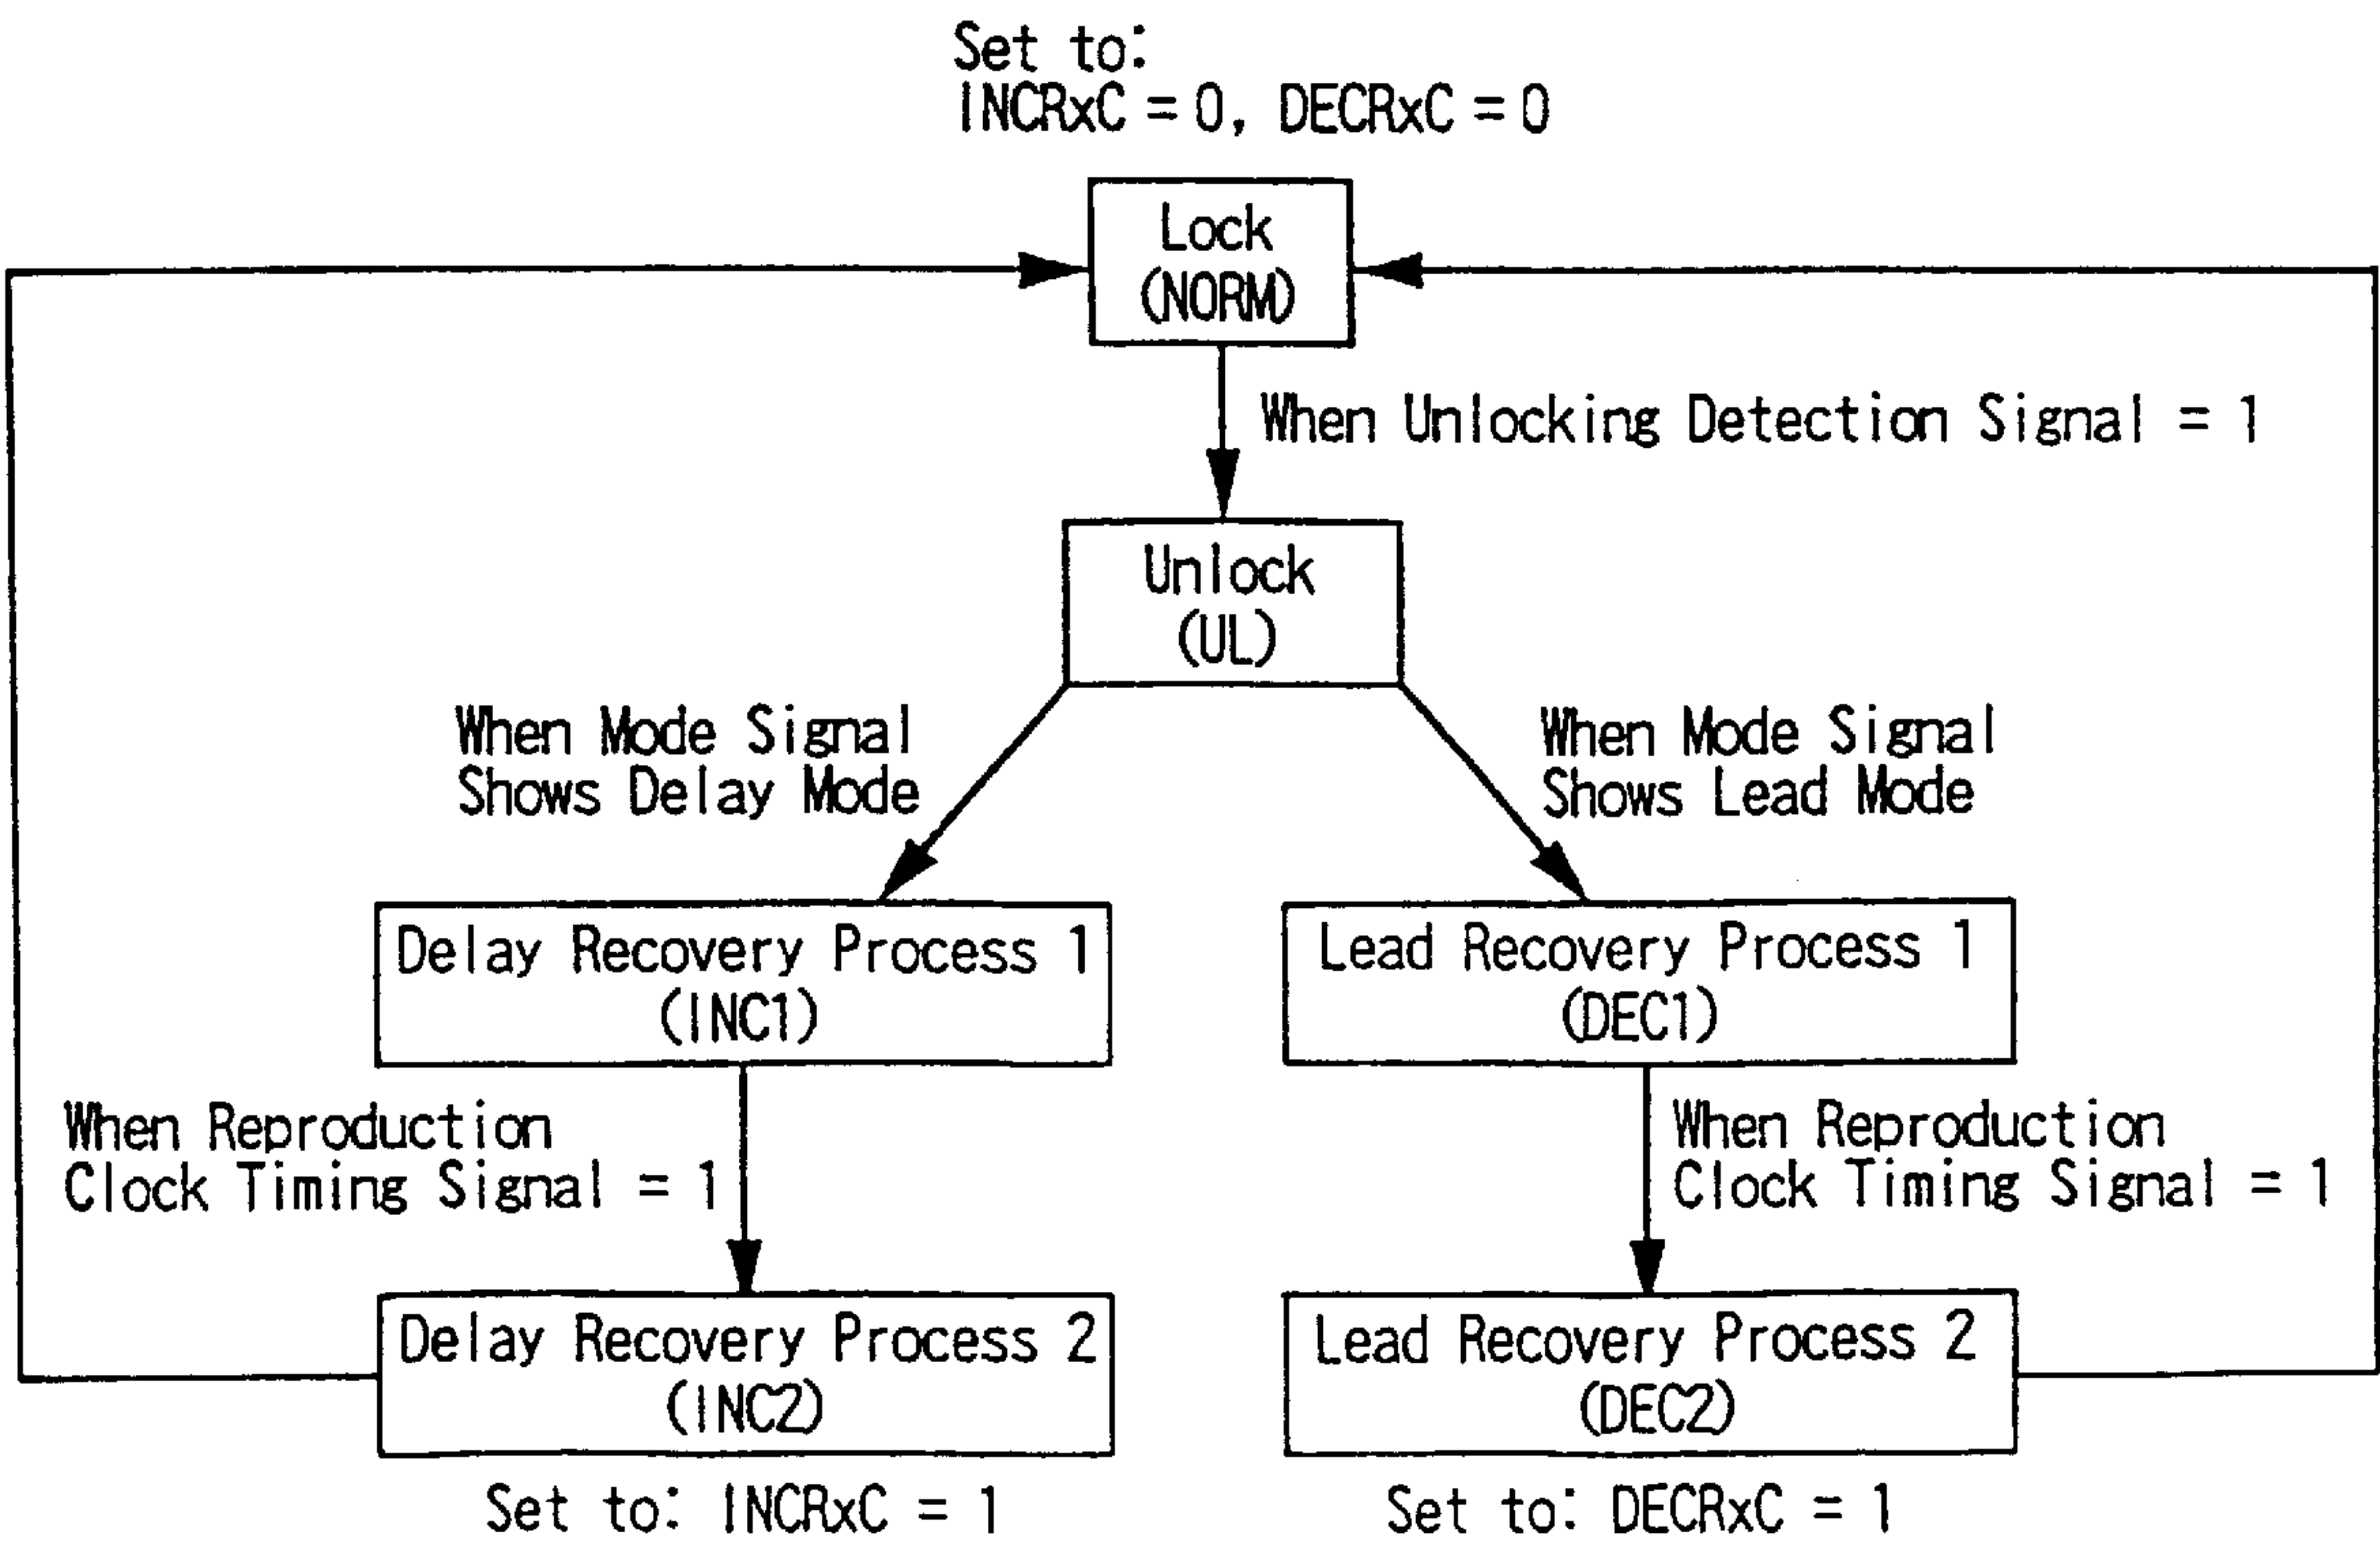 Set to:
INCRxC = 0, DECRxC = 0
Lock
(NORM)
When Unlocking Detection Signal = 1
Unlock
(UL)
When Mode Signal
Shows Delay Mode
When Mode Signal
Shows Lead Mode
Delay Recovery Process 1
(INC1)
Lead Recovery Process 1
(DEC1)
When Reproduction
Clock Timing Signal = 1
When Reproduction
Clock Timing Signal = 1
Delay Recovery Process 2
(INC2)
Lead Recovery Process 2
(DEC2)
Set to: INCRxC = 1
Set to: DECRxC = 1